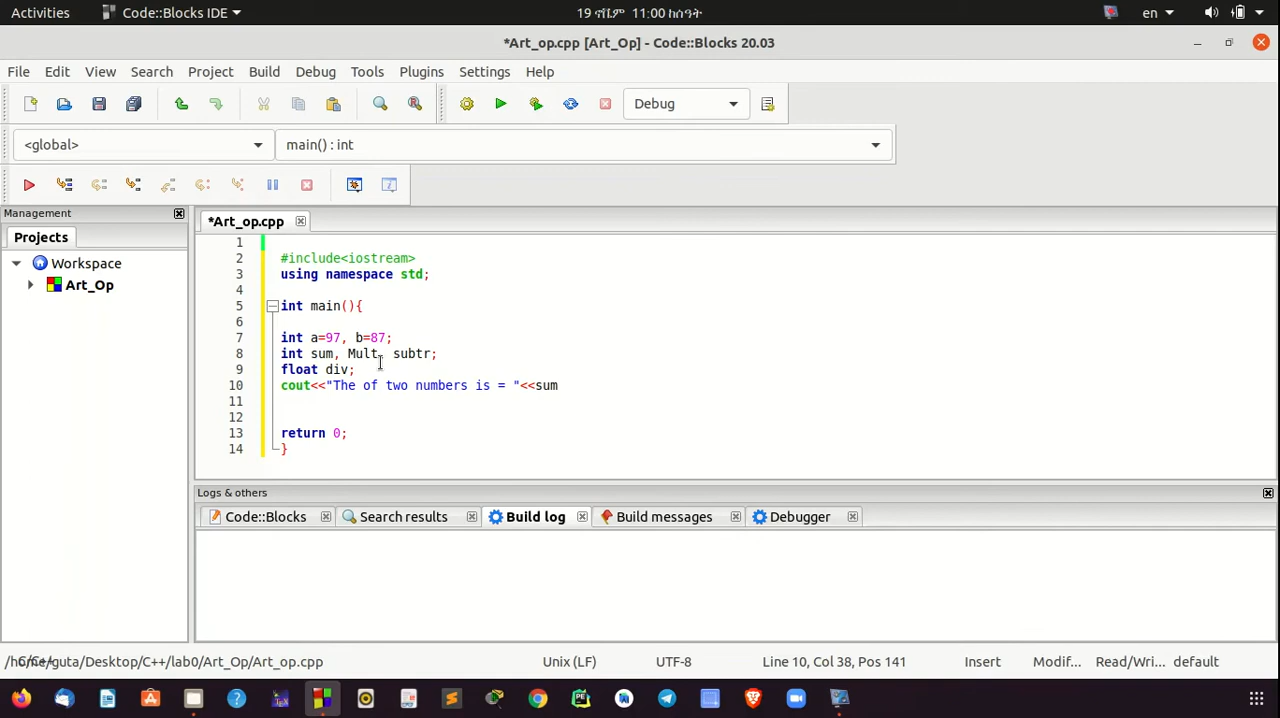 Activities
Code::Blocks IDE
19 ኖቬም 11:00 ከሰዓት
en
*Art_op.cpp [Art_Op] - Code::Blocks 20.03
File Edit View Search Project Build Debug Tools Plugins Settings Help
Debug
<global>
main() : int
Management
Projects
Workspace
Art_Op
*Art_op.cpp
1
2 #include<iostream>
3 using namespace std;
4
5 int main(){
6
7 int a=97, b=87;
8 int sum, Mult, subtr;
9 float div;
10 cout<<"The of two numbers is = "<<sum
11
12
13 return 0;
14 }
Logs & others
Code::Blocks Search results Build log Build messages Debugger
/home/guta/Desktop/C++/lab0/Art_Op/Art_op.cpp Unix (LF) UTF-8 Line 10, Col 38, Pos 141 Insert Modif... Read/Wri... default